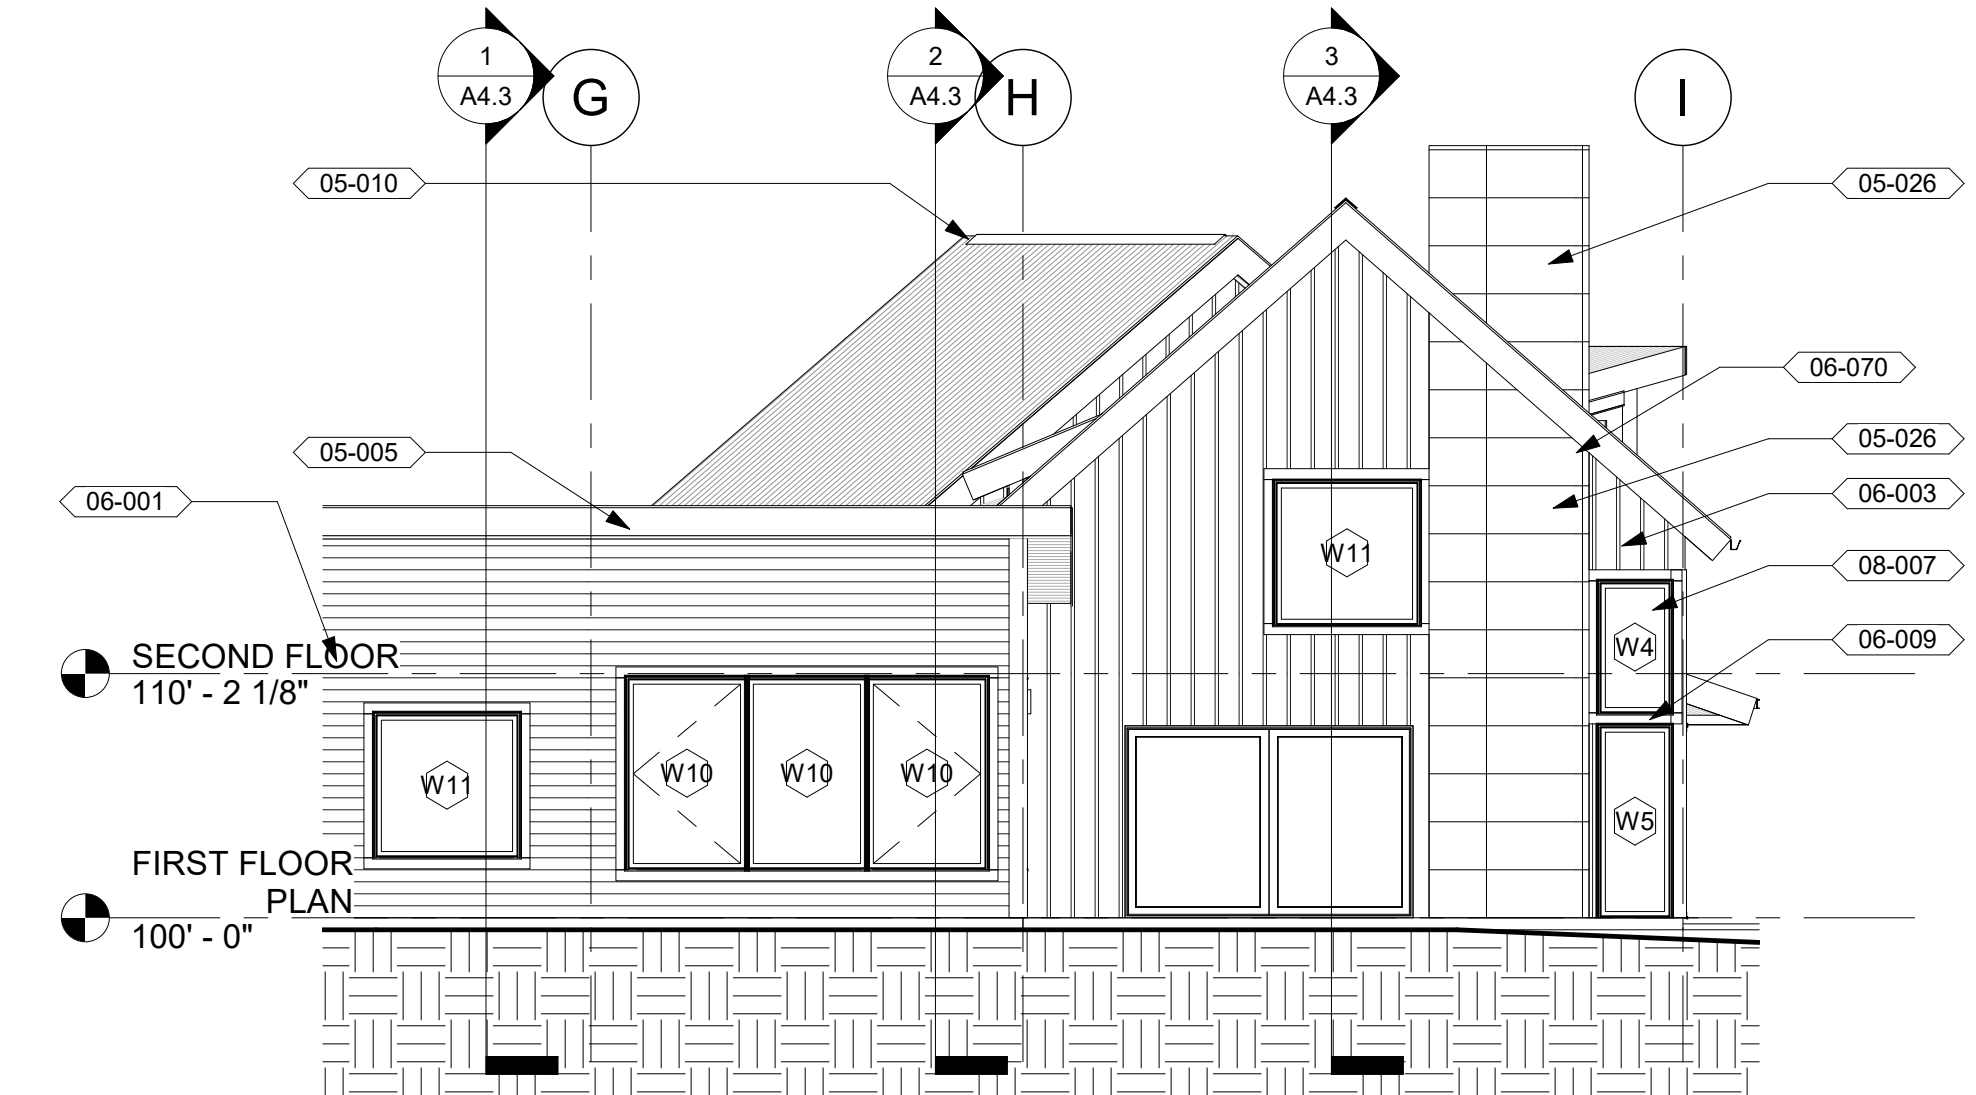 1
A4.3
G
2
A4.3
H
3
A4.3
I
05-010
05-026
06-070
05-005
05-026
06-001
06-003
W11
08-007
06-009
W4
SECOND FLOOR
110' - 2 1/8"
W11
W10
W10
W10
W5
FIRST FLOOR
PLAN
100' - 0"